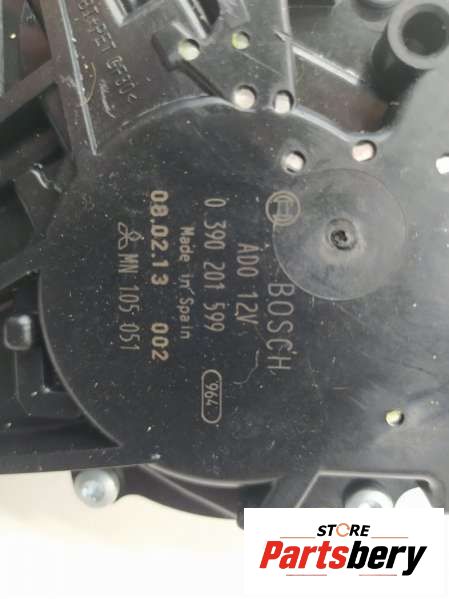 BOSCH
AD0 12V
0 390 201 599
Made in Spain
964
08.02.13 002
MN 105 051
STORE
Partsbery